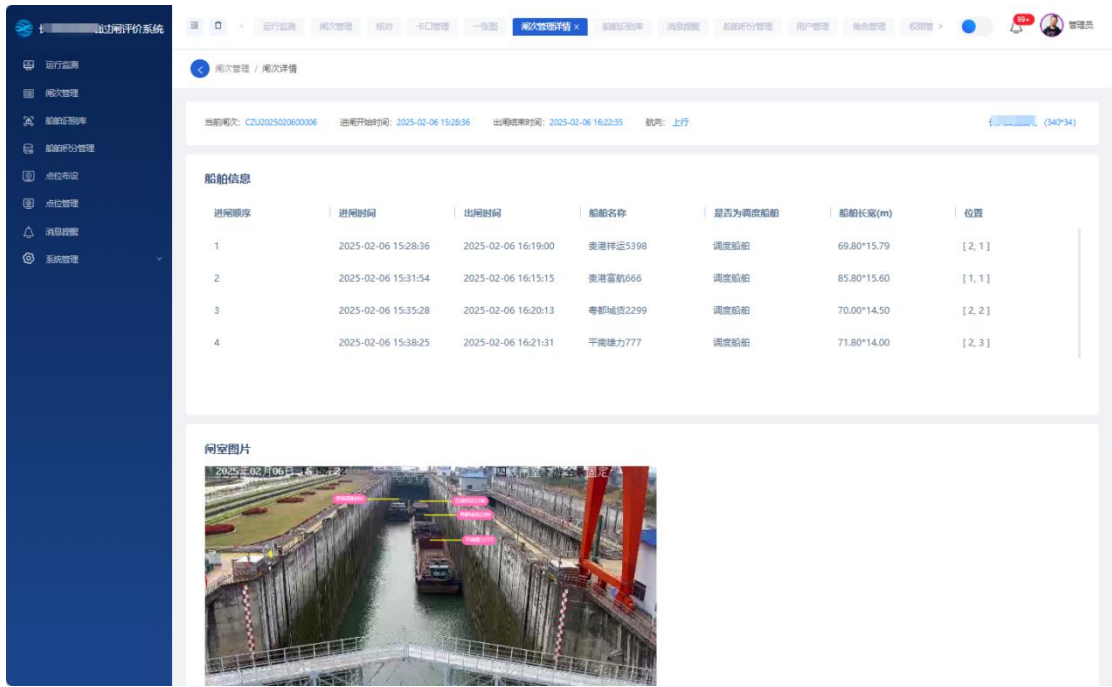 过闸评价系统
运行监测
闸次管理
核对
卡口管理
一张图
闸次管理详情 ×
船舶识别库
消息提醒
船舶积分管理
用户管理
角色管理
权限管
99+
管理员
运行监测
闸次管理
船舶识别库
船舶积分管理
点位布设
点位管理
消息提醒
系统管理
闸次管理 / 闸次详情
当前闸次: CZU2025020600006 进闸开始时间: 2025-02-06 15:28:36 出闸结束时间: 2025-02-06 16:22:35 航向: 上行
(340*34)
船舶信息
进闸顺序 进闸时间 出闸时间 船舶名称 是否为调度船舶 船舶长宽(m) 位置
1 2025-02-06 15:28:36 2025-02-06 16:19:00 贵港祥运5398 调度船舶 69.80*15.79 [ 2, 1 ]
2 2025-02-06 15:31:54 2025-02-06 16:15:15 贵港富航666 调度船舶 85.80*15.60 [ 1, 1 ]
3 2025-02-06 15:35:28 2025-02-06 16:20:13 粤郁城货2299 调度船舶 70.00*14.50 [ 2, 2 ]
4 2025-02-06 15:38:25 2025-02-06 16:21:31 平南雄力777 调度船舶 71.80*14.00 [ 2, 3 ]
闸室图片
2025年02月06日
固定
平南雄力777